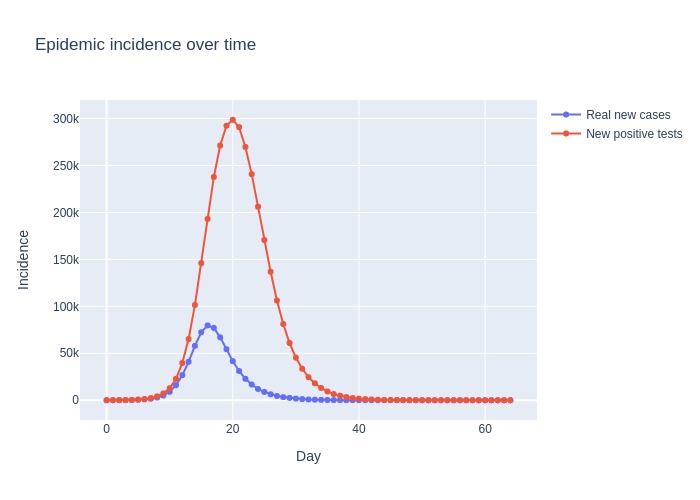 Epidemic incidence over time
Real new cases
New positive tests
300k
250k
200k
150k
100k
50k
0
Incidence
0
20
40
60
Day